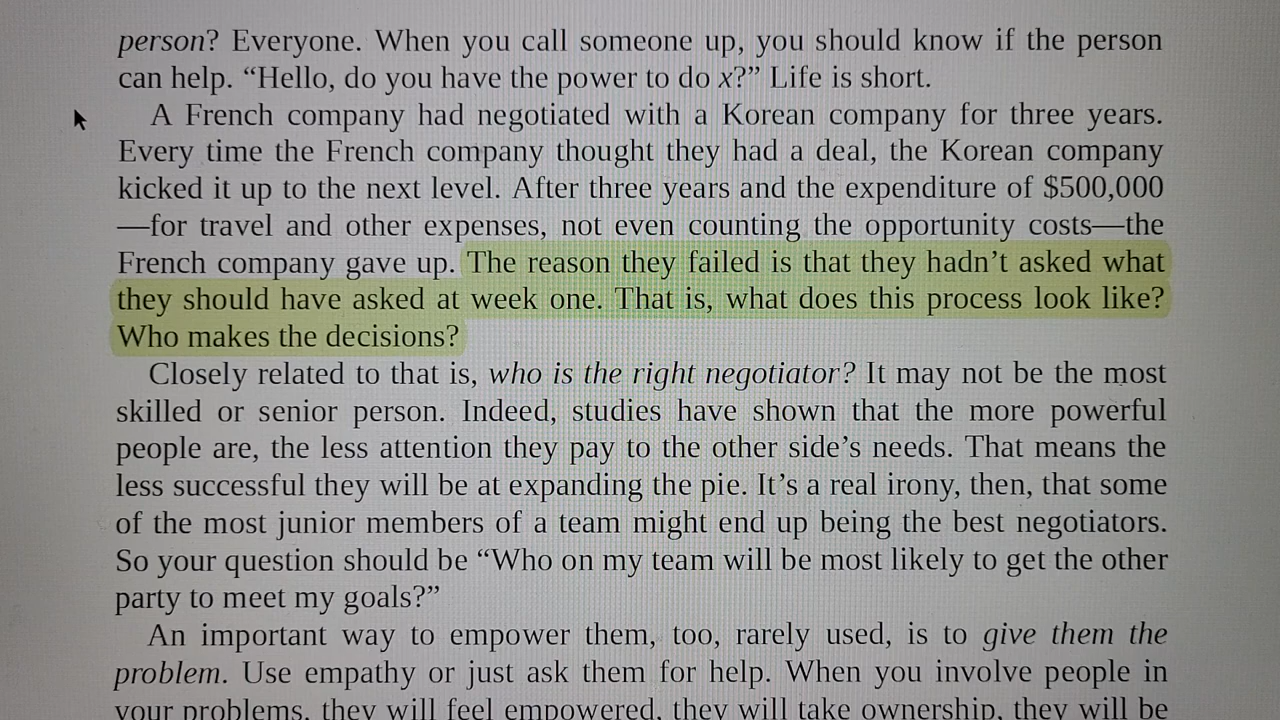 person? Everyone. When you call someone up, you should know if the person
can help. “Hello, do you have the power to do x?” Life is short.
A French company had negotiated with a Korean company for three years.
Every time the French company thought they had a deal, the Korean company
kicked it up to the next level. After three years and the expenditure of $500,000
—for travel and other expenses, not even counting the opportunity costs—the
French company gave up. The reason they failed is that they hadn’t asked what
they should have asked at week one. That is, what does this process look like?
Who makes the decisions?
Closely related to that is, who is the right negotiator? It may not be the most
skilled or senior person. Indeed, studies have shown that the more powerful
people are, the less attention they pay to the other side’s needs. That means the
less successful they will be at expanding the pie. It’s a real irony, then, that some
of the most junior members of a team might end up being the best negotiators.
So your question should be “Who on my team will be most likely to get the other
party to meet my goals?”
An important way to empower them, too, rarely used, is to give them the
problem. Use empathy or just ask them for help. When you involve people in
your problems, they will feel empowered, they will take ownership, they will be